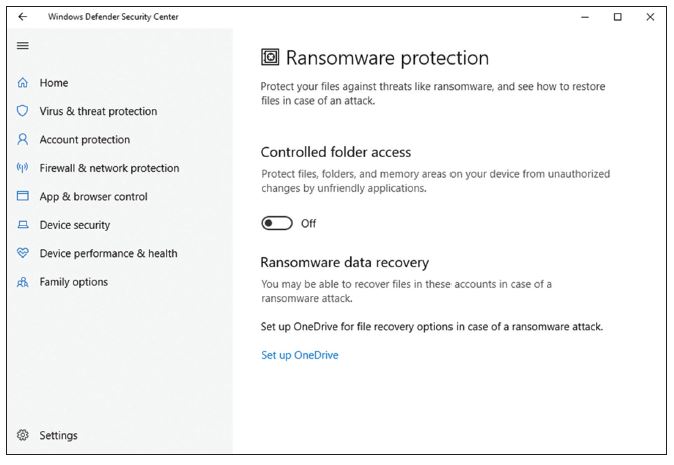 Windows Defender Security Center
Home
Virus & threat protection
Account protection
Firewall & network protection
App & browser control
Device security
Device performance & health
Family options
Settings
Ransomware protection
Protect your files against threats like ransomware, and see how to restore
files in case of an attack.
Controlled folder access
Protect files, folders, and memory areas on your device from unauthorized
changes by unfriendly applications.
Off
Ransomware data recovery
You may be able to recover files in these accounts in case of a
ransomware attack.
Set up OneDrive for file recovery options in case of a ransomware attack.
Set up OneDrive